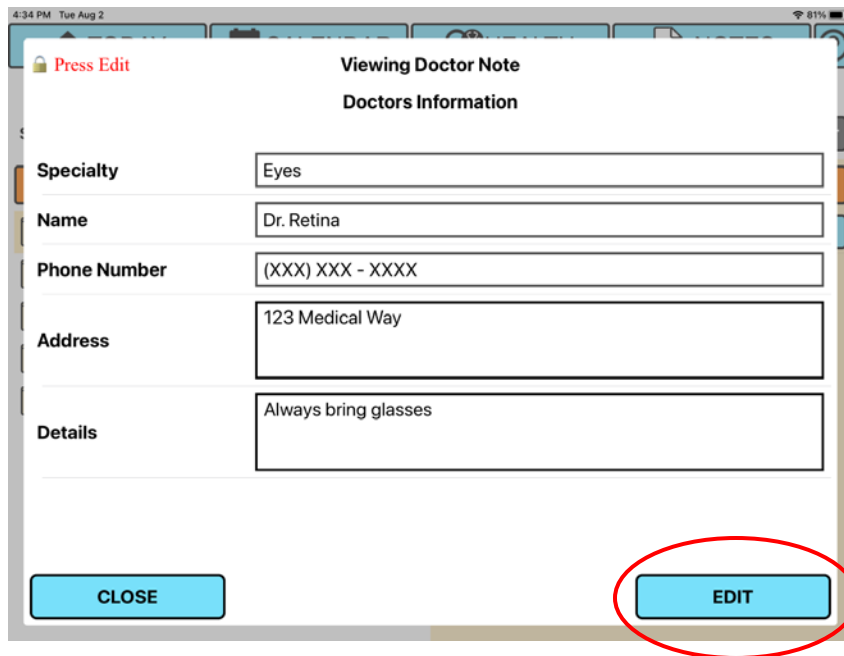 4:34 PM Tue Aug 2 81%
Press Edit
Viewing Doctor Note
Doctors Information
Specialty Eyes
Name Dr. Retina
Phone Number (XXX) XXX - XXXX
Address 123 Medical Way
Details Always bring glasses
CLOSE EDIT